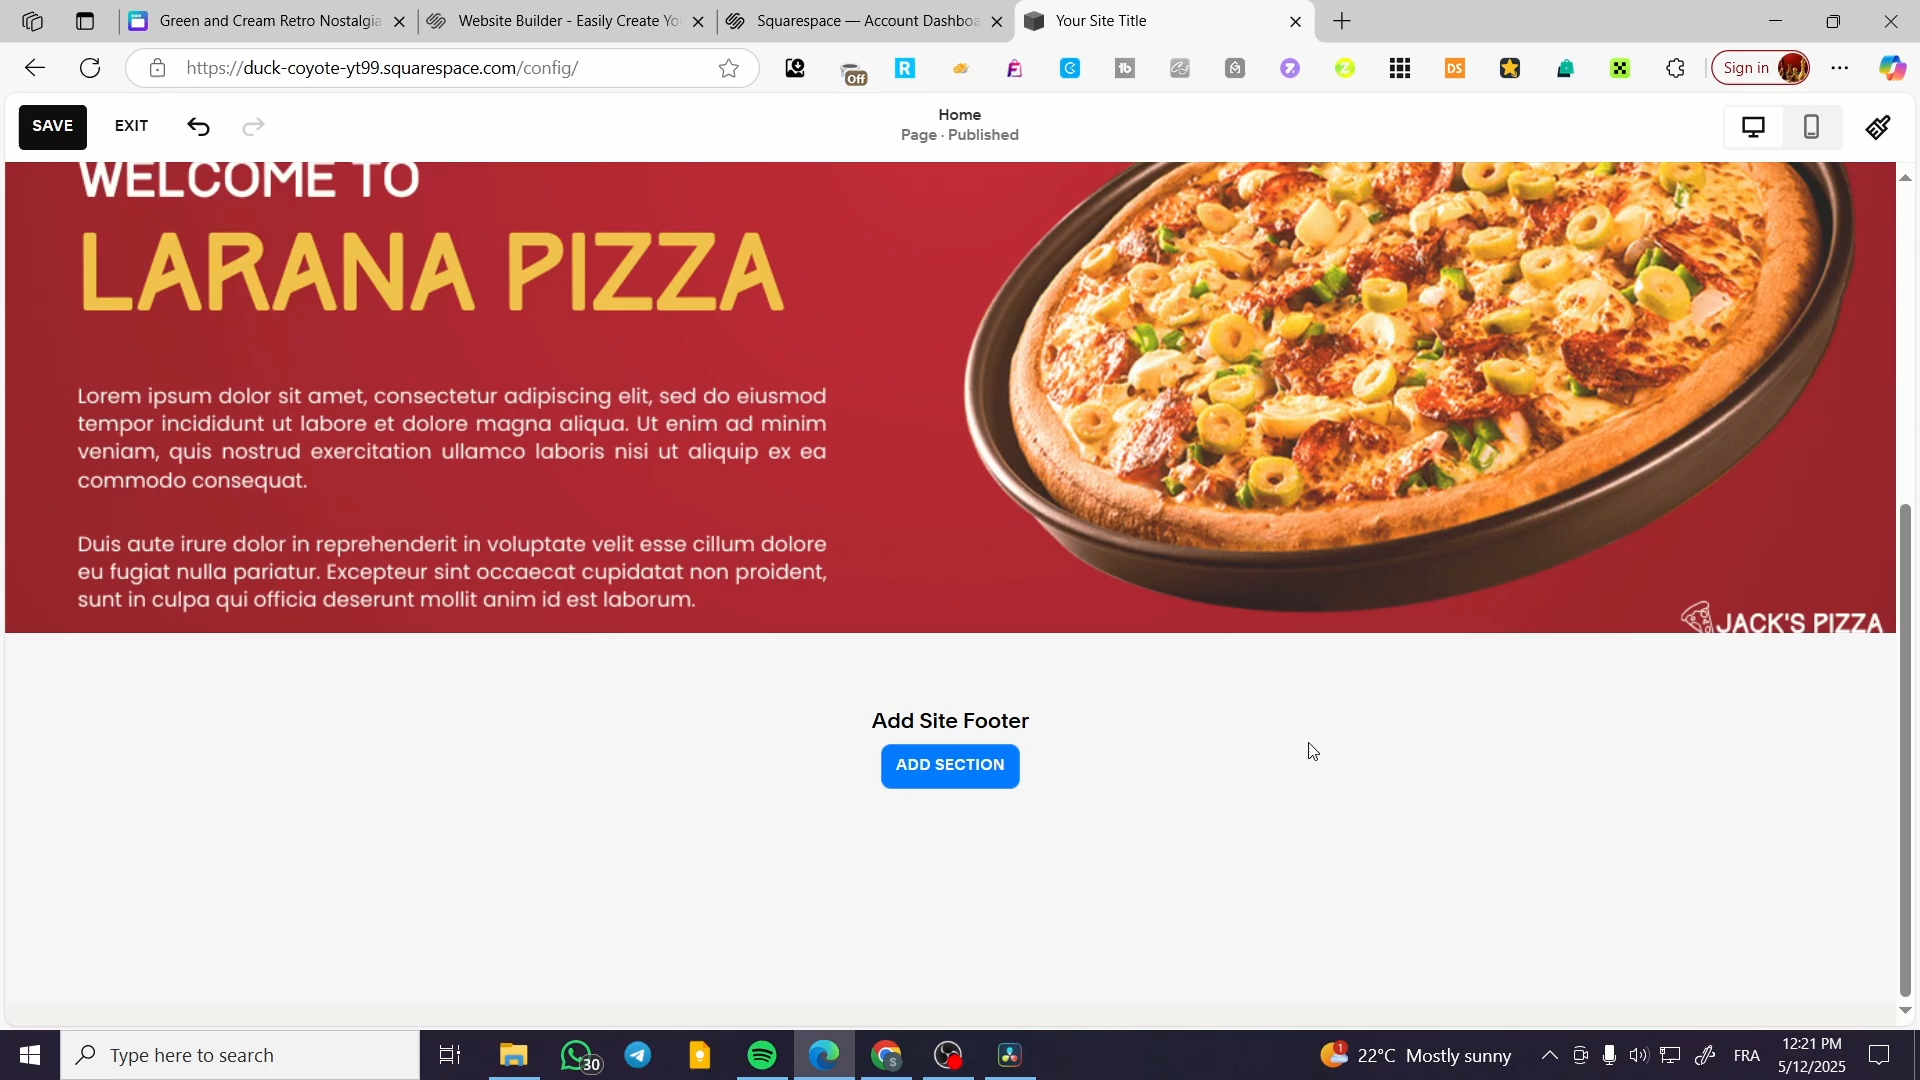 Green and Cream Retro Nostalgia
Website Builder - Easily Create Yo
Squarespace — Account Dashboa
Your Site Title
https://duck-coyote-yt99.squarespace.com/config/
Off
R
tb
DS
Sign in
SAVE
EXIT
Home
Page · Published
WELCOME TO
LARANA PIZZA
Lorem ipsum dolor sit amet, consectetur adipiscing elit, sed do eiusmod
tempor incididunt ut labore et dolore magna aliqua. Ut enim ad minim
veniam, quis nostrud exercitation ullamco laboris nisi ut aliquip ex ea
commodo consequat.
Duis aute irure dolor in reprehenderit in voluptate velit esse cillum dolore
eu fugiat nulla pariatur. Excepteur sint occaecat cupidatat non proident,
sunt in culpa qui officia deserunt mollit anim id est laborum.
JACK'S PIZZA
Add Site Footer
ADD SECTION
Type here to search
30
1
22°C Mostly sunny
FRA
12:21 PM
5/12/2025